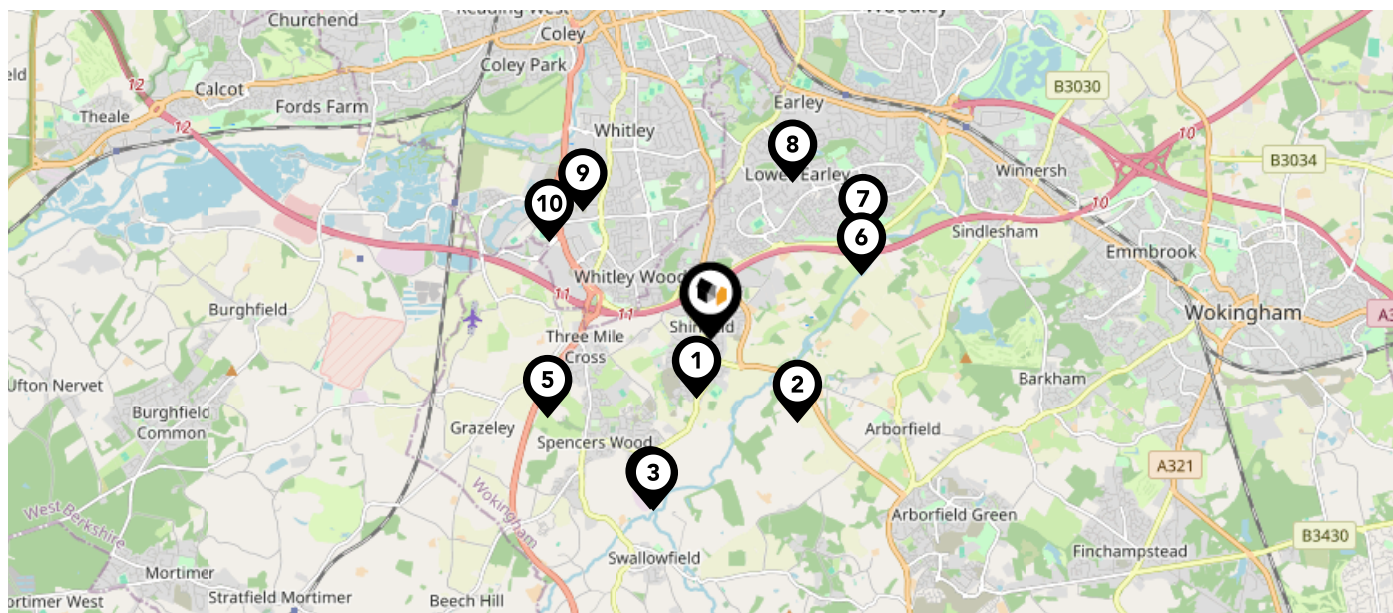 Churchend
Reading West
Woodley
Coley
Coley Park
12
Calcot
Fords Farm
Theale
12
Earley
B3030
Whitley
10
B3034
8
Lower Earley
Winnersh
9
10
7
10
6
Sindlesham
Emmbrook
Whitley Wood
11
11
Burghfield
Shinfield
Wokingham
Three Mile
Cross
1
5
2
Barkham
Ufton Nervet
Burghfield
Common
Grazeley
Arborfield
Spencers Wood
3
A321
Wokingham
West Berkshire
Arborfield Green
B3430
Swallowfield
Finchampstead
Mortimer
Stratfield Mortimer
Beech Hill
ortimer West